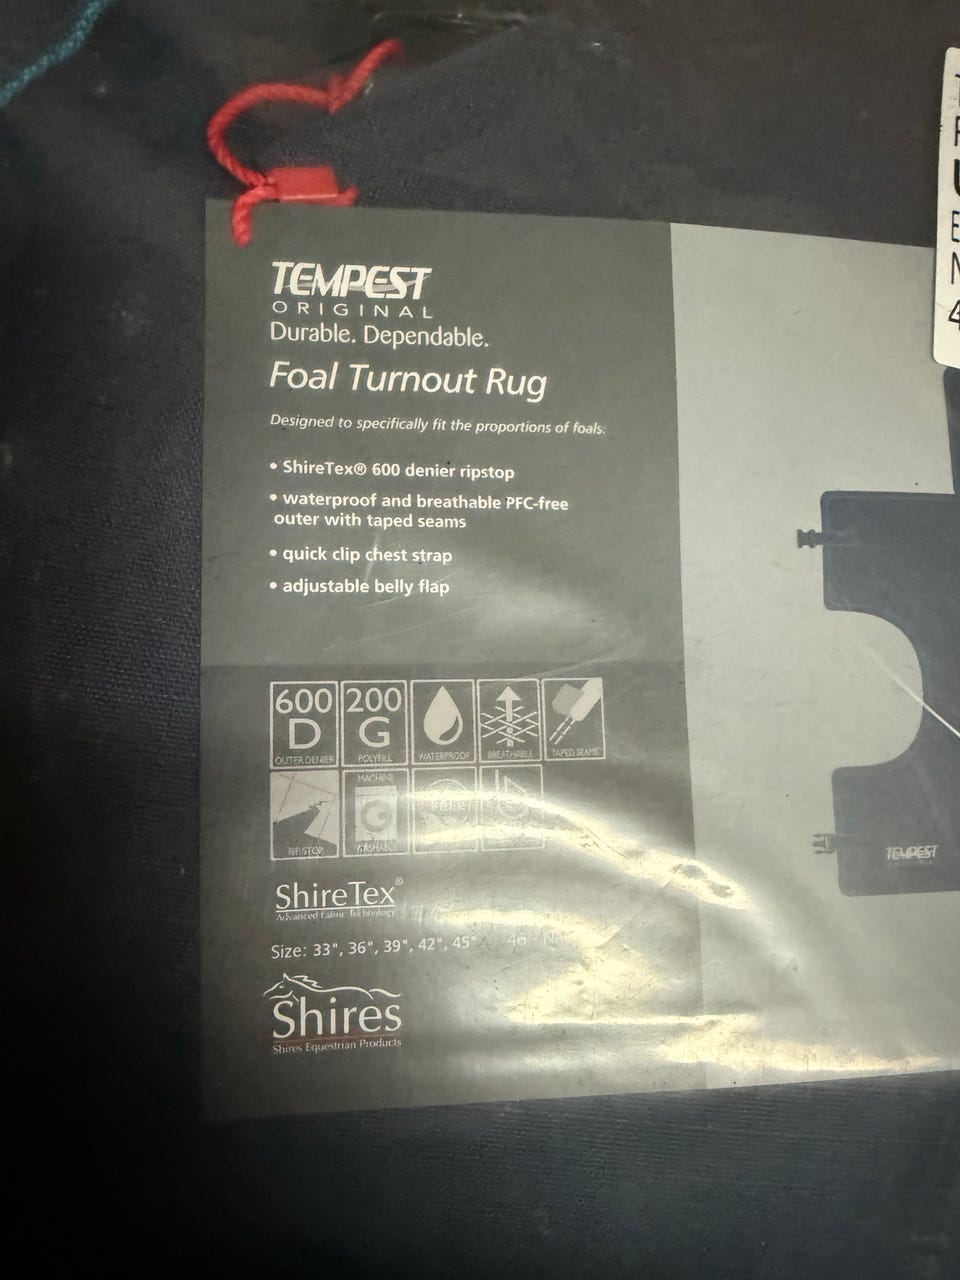 TEMPEST
ORIGINAL
Durable. Dependable.
Foal Turnout Rug
Designed to specifically fit the proportions of foals.
• ShireTex® 600 denier ripstop
• waterproof and breathable PFC-free
outer with taped seams
• quick clip chest strap
• adjustable belly flap
600 D OUTER DENIER
200 G POLYFILL
WATERPROOF
BREATHABLE
TAPED SEAMS
RIPSTOP
MACHINE WASHABLE
ShireTex®
Advanced Fabric Technology
Size: 33", 36", 39", 42", 45"
Shires
Shires Equestrian Products
TEMPEST